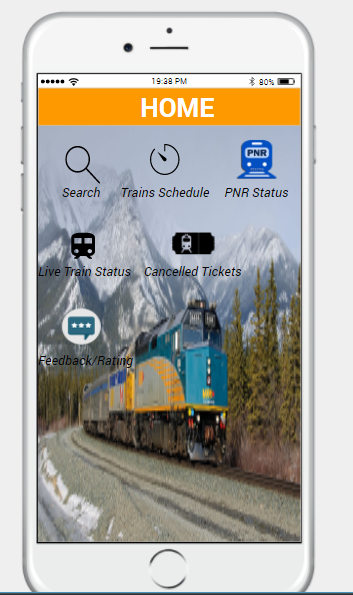 19:38 PM 80%
HOME
PNR
Search Trains Schedule PNR Status
Live Train Status Cancelled Tickets
Feedback/Rating